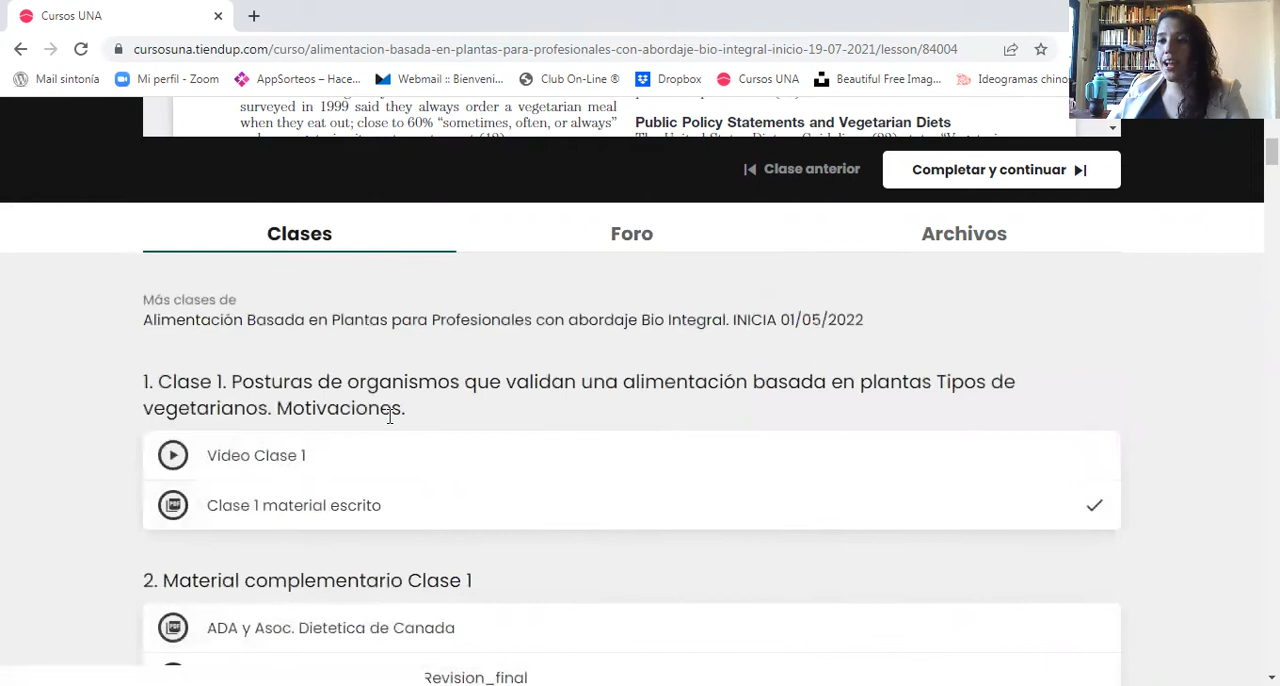 Cursos UNA
cursosuna.tiendup.com/curso/alimentacion-basada-en-plantas-para-profesionales-con-abordaje-bio-integral-inicio-19-07-2021/lesson/84004
Mail sintonía Mi perfil - Zoom AppSorteos – Hace... Webmail :: Bienveni... Club On-Line ® Dropbox Cursos UNA Beautiful Free Imag... Ideogramas chino
surveyed in 1999 said they always order a vegetarian meal
when they eat out; close to 60% “sometimes, often, or always”
Public Policy Statements and Vegetarian Diets
Clase anterior Completar y continuar
Clases Foro Archivos
Más clases de
Alimentación Basada en Plantas para Profesionales con abordaje Bio Integral. INICIA 01/05/2022
1. Clase 1. Posturas de organismos que validan una alimentación basada en plantas Tipos de
vegetarianos. Motivaciones.
Video Clase 1
PDF Clase 1 material escrito
2. Material complementario Clase 1
PDF ADA y Asoc. Dietetica de Canada
Revision_final